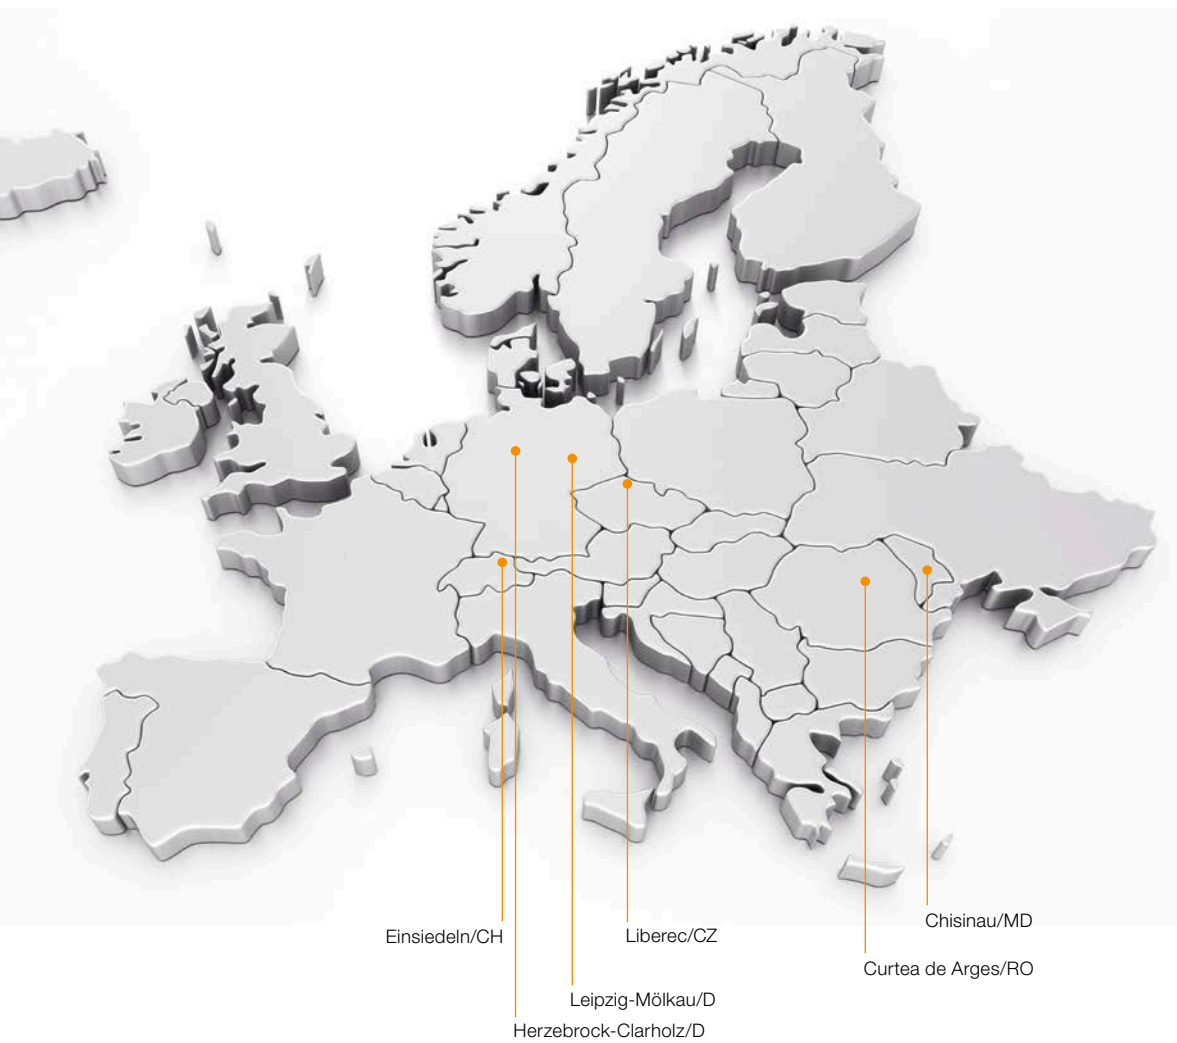 Chisinau/MD
Einsiedeln/CH
Liberec/CZ
Curtea de Arges/RO
Leipzig-Mölkau/D
Herzebrock-Clarholz/D